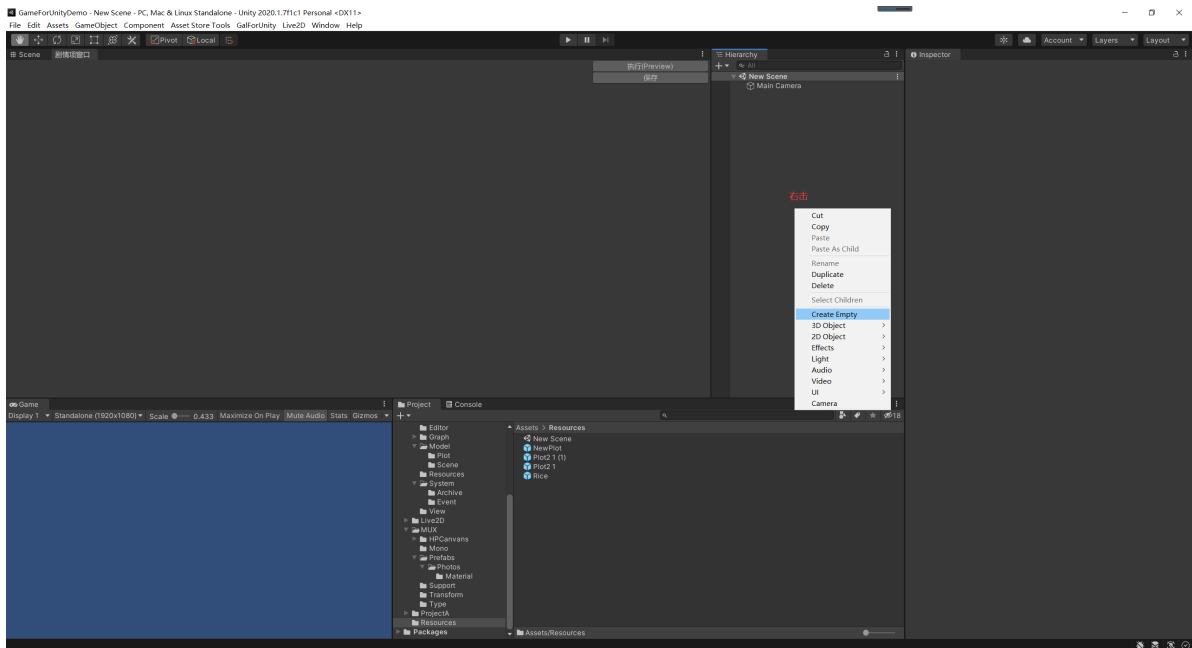 GameForUnityDemo - New Scene - PC, Mac & Linux Standalone - Unity 2020.1.7f1c1 Personal <DX11>
File Edit Assets GameObject Component Asset Store Tools GalForUnity Live2D Window Help
Pivot Local Account Layers Layout
Scene 剧情项窗口
执行(Preview)
保存
Hierarchy
All
New Scene
Main Camera
右击
Cut
Copy
Paste
Paste As Child
Rename
Duplicate
Delete
Select Children
Create Empty
3D Object
2D Object
Effects
Light
Audio
Video
UI
Camera
Inspector
Game
Display 1 Standalone (1920x1080) Scale 0.433 Maximize On Play Mute Audio Stats Gizmos
Project Console
18
Editor
Graph
Model
Plot
Scene
Resources
System
Archive
Event
View
Live2D
MUX
HPCanvans
Mono
Prefabs
Photos
Material
Support
Transform
Type
ProjectA
Resources
Packages
Assets > Resources
New Scene
NewPlot
Plot2 1 (1)
Plot2 1
Rice
Assets/Resources